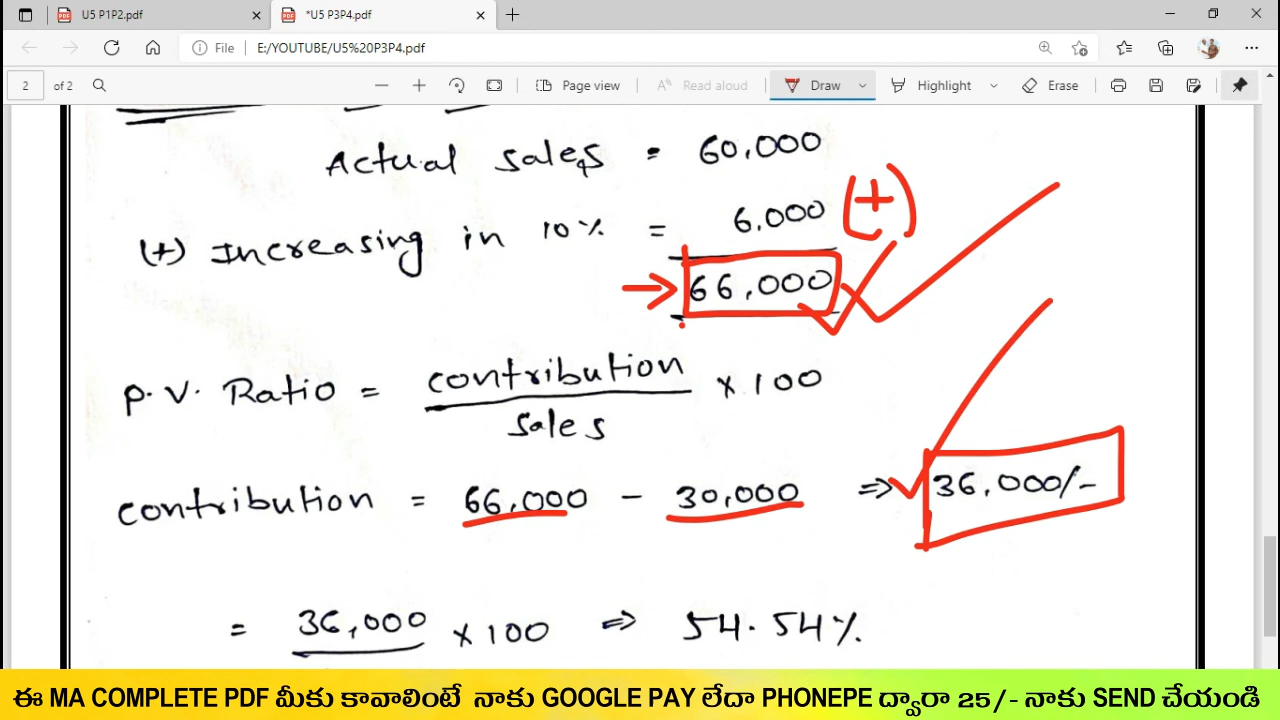 U5 P1P2.pdf
*U5 P3P4.pdf
File E:/YOUTUBE/U5%20P3P4.pdf
2 of 2 Page view Read aloud Draw Highlight Erase
Actual sales = 60,000
(+) Increasing in 10% = 6,000 (+)
66,000
P.V. Ratio = contribution / sales × 100
contribution = 66,000 - 30,000 ⇒ 36,000/-
= 36,000 × 100 ⇒ 54.54%
ఈ MA COMPLETE PDF మీకు కావాలింటే నాకు GOOGLE PAY లేదా PHONEPE ద్వారా 25/- నాకు SEND చేయండి